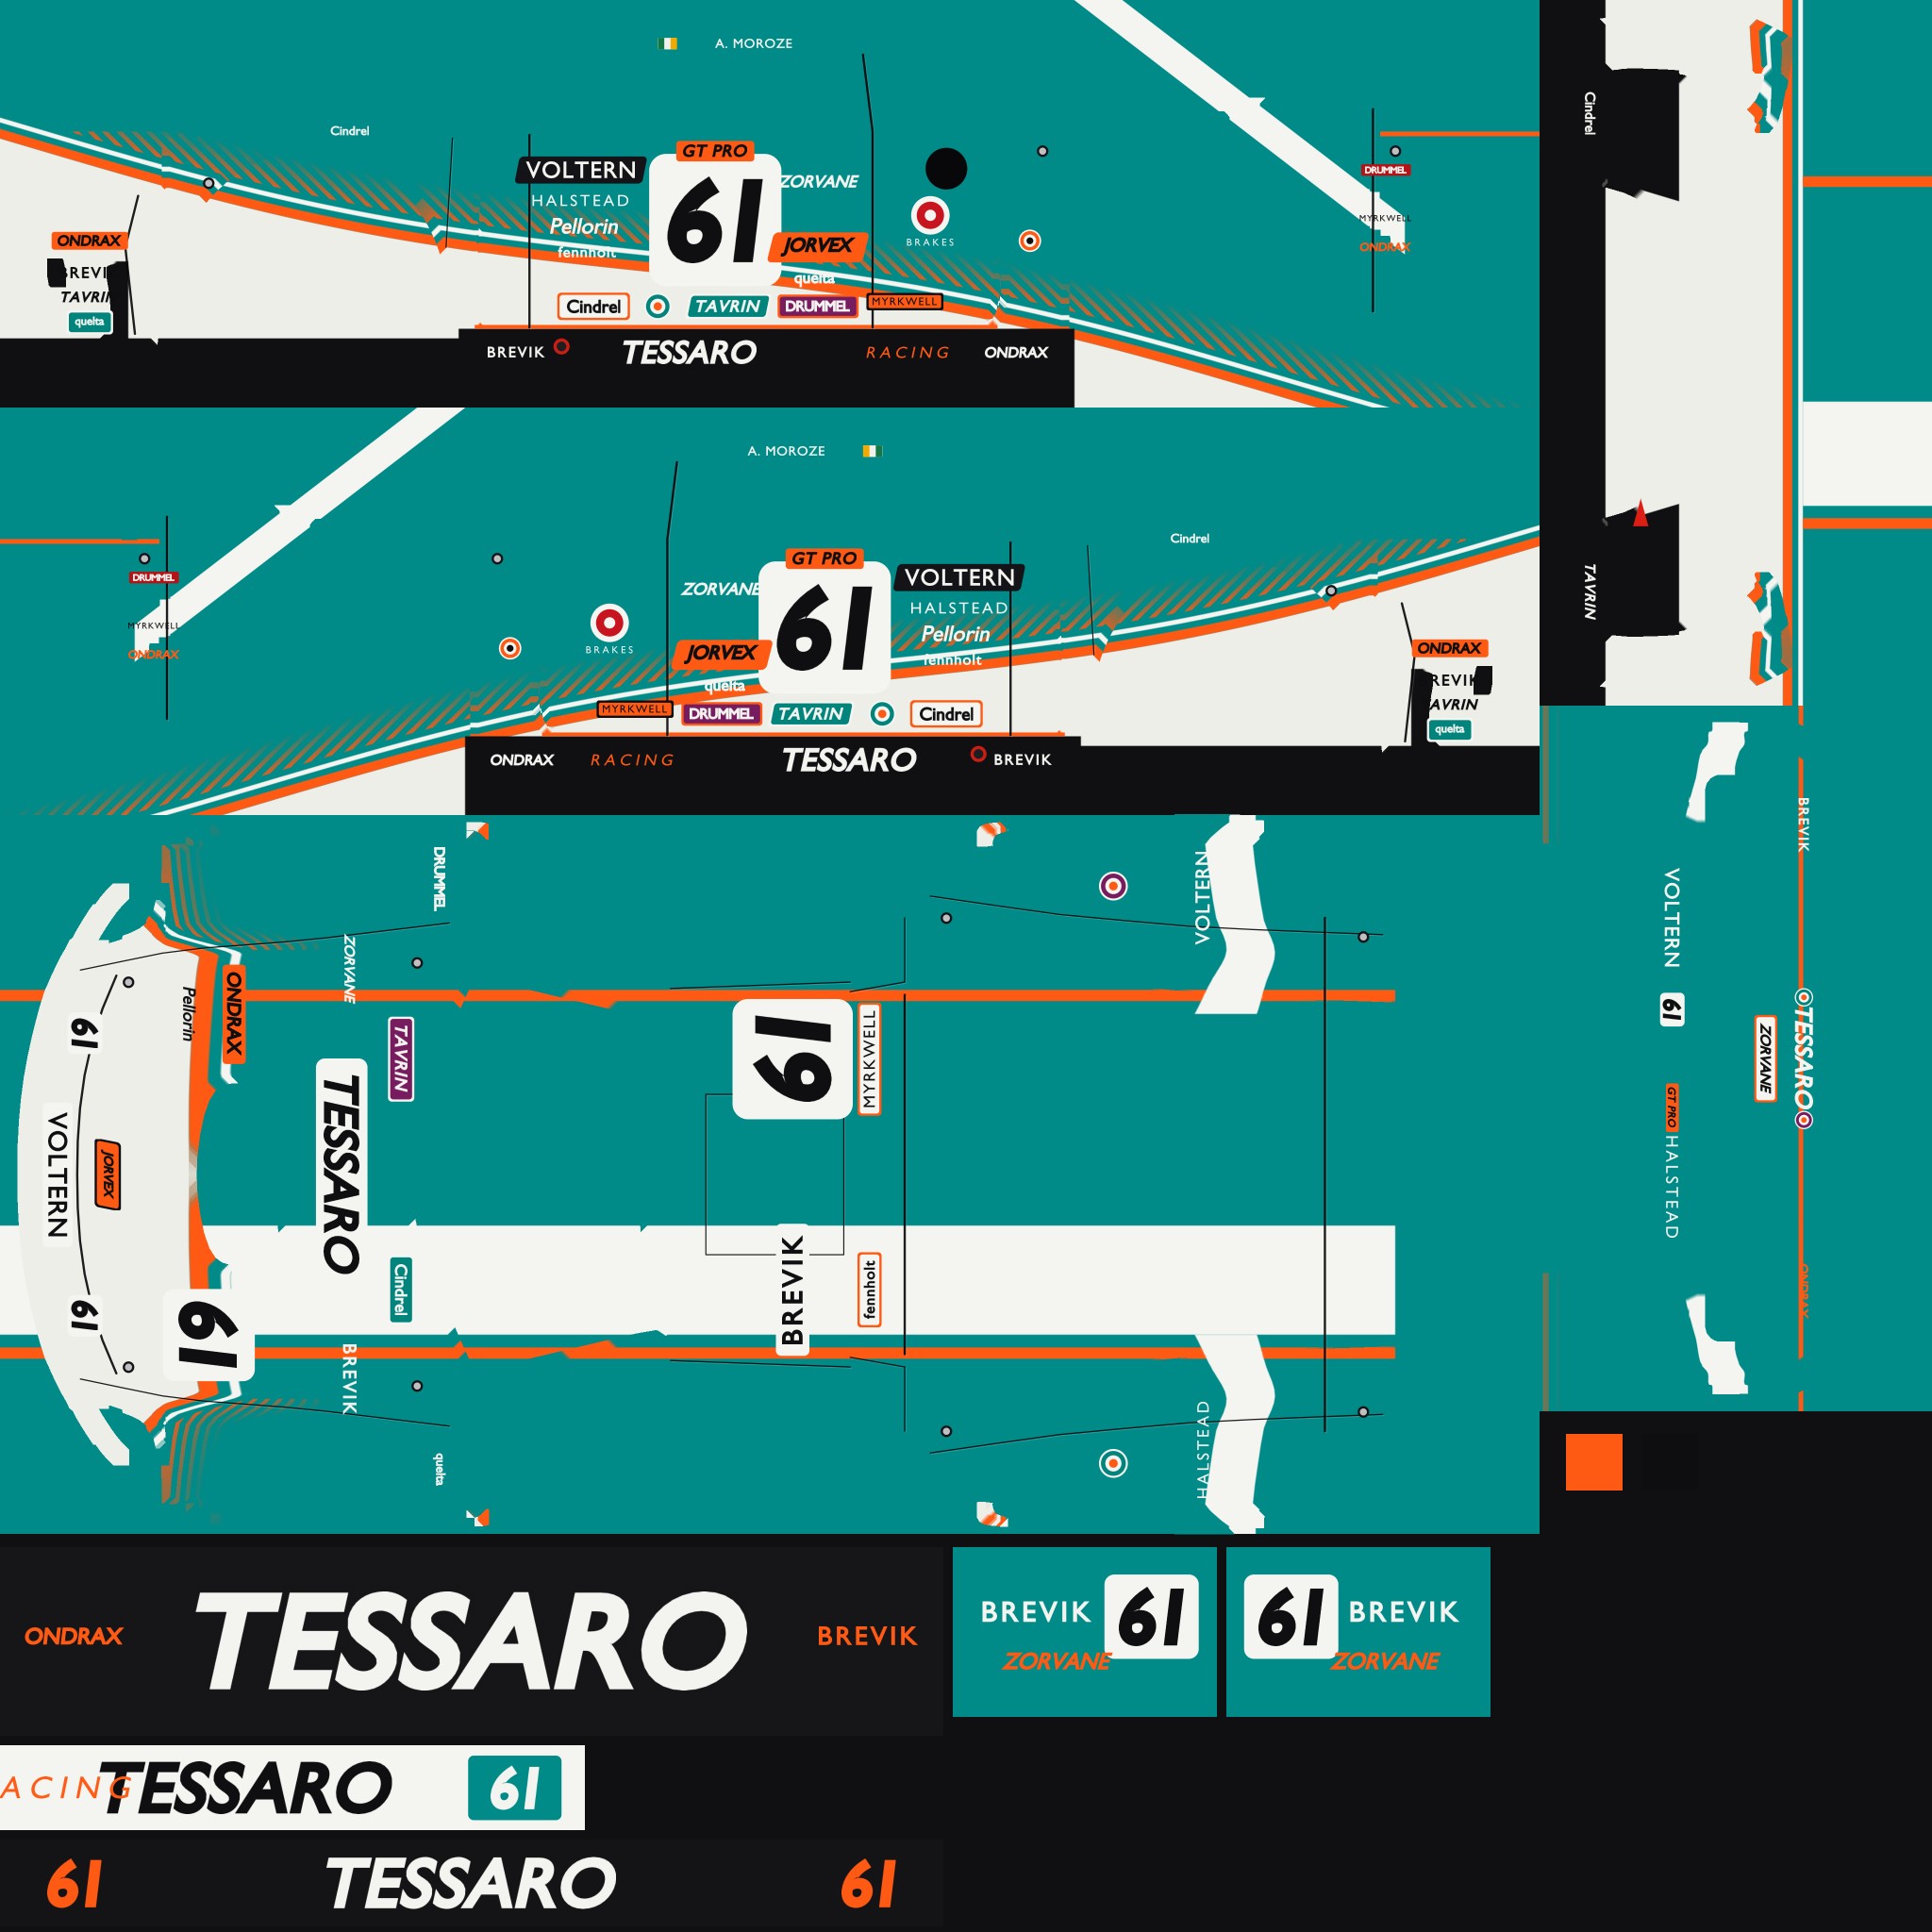 A. MOROZE
Cindrel
GT PRO
VOLTERN
HALSTEAD
Pellorin
fennholt
61
ZORVANE
JORVEX
quelta
BRAKES
DRUMMEL
MYRKWELL
ONDRAX
ONDRAX
TAVRIN
quelta
Cindrel
TAVRIN
DRUMMEL
MYRKWELL
BREVIK
TESSARO
RACING
ONDRAX
Cindrel
TAVRIN
A. MOROZE
Cindrel
DRUMMEL
MYRKWELL
ONDRAX
BRAKES
ZORVANE
JORVEX
quelta
GT PRO
61
VOLTERN
HALSTEAD
Pellorin
fennholt
MYRKWELL
DRUMMEL
TAVRIN
Cindrel
ONDRAX
quelta
ONDRAX
RACING
TESSARO
BREVIK
DRUMMEL
ZORVANE
Pellorin
ONDRAX
TAVRIN
61
VOLTERN
JORVEX
61
TESSARO
Cindrel
61
BREVIK
quelta
61
MYRKWELL
BREVIK
fennholt
VOLTERN
HALSTEAD
BREVIK
VOLTERN
61
GT PRO
HALSTEAD
ZORVANE
TESSARO
ONDRAX
ONDRAX
TESSARO
BREVIK
BREVIK
61
ZORVANE
61
BREVIK
ZORVANE
ACING
TESSARO
61
61
TESSARO
61